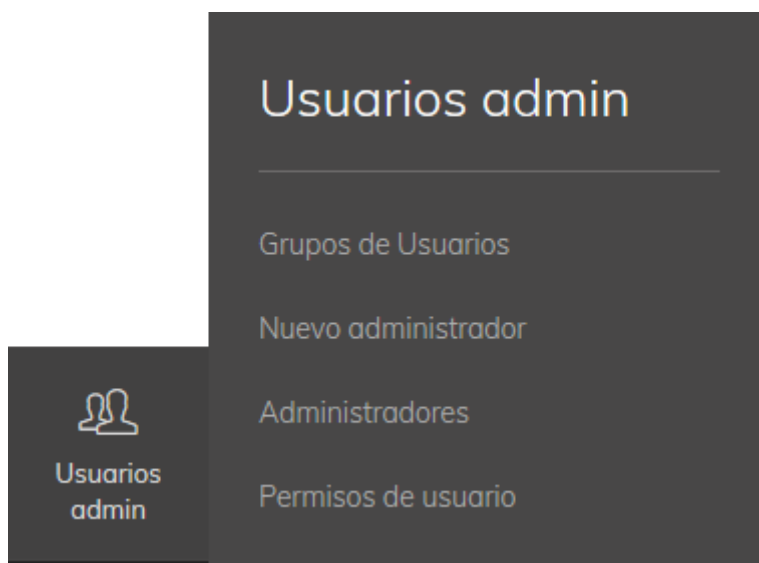 Usuarios admin
Grupos de Usuarios
Nuevo administrador
Administradores
Permisos de usuario
Usuarios
admin